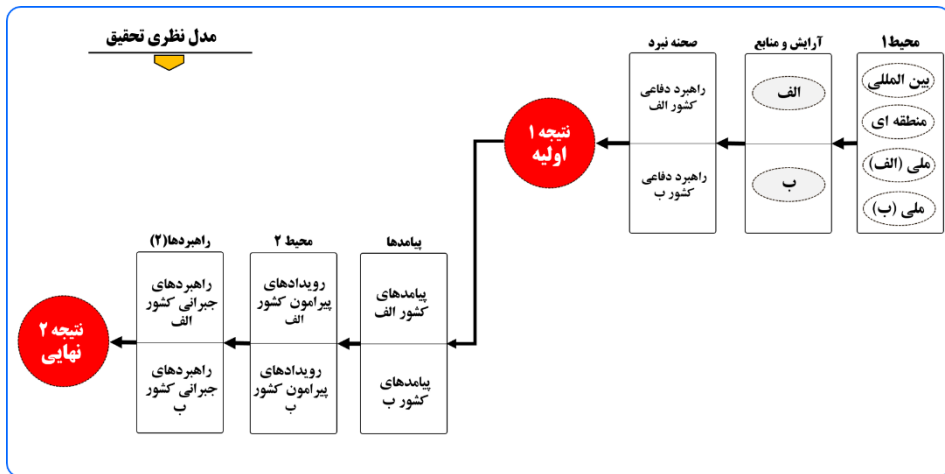 مدل نظری تحقیق
محیط۱
بین المللی
منطقه ای
ملی (الف)
ملی (ب)
آرایش و منابع
الف
ب
صحنه نبرد
راهبرد دفاعی
کشور الف
راهبرد دفاعی
کشور ب
نتیجه ۱
اولیه
پیامدها
پیامدهای
کشور الف
پیامدهای
کشور ب
محیط ۲
رویدادهای
پیرامون کشور
الف
رویدادهای
پیرامون کشور
ب
راهبردها(۲)
راهبردهای
جبرانی کشور
الف
راهبردهای
جبرانی کشور
ب
نتیجه ۲
نهایی